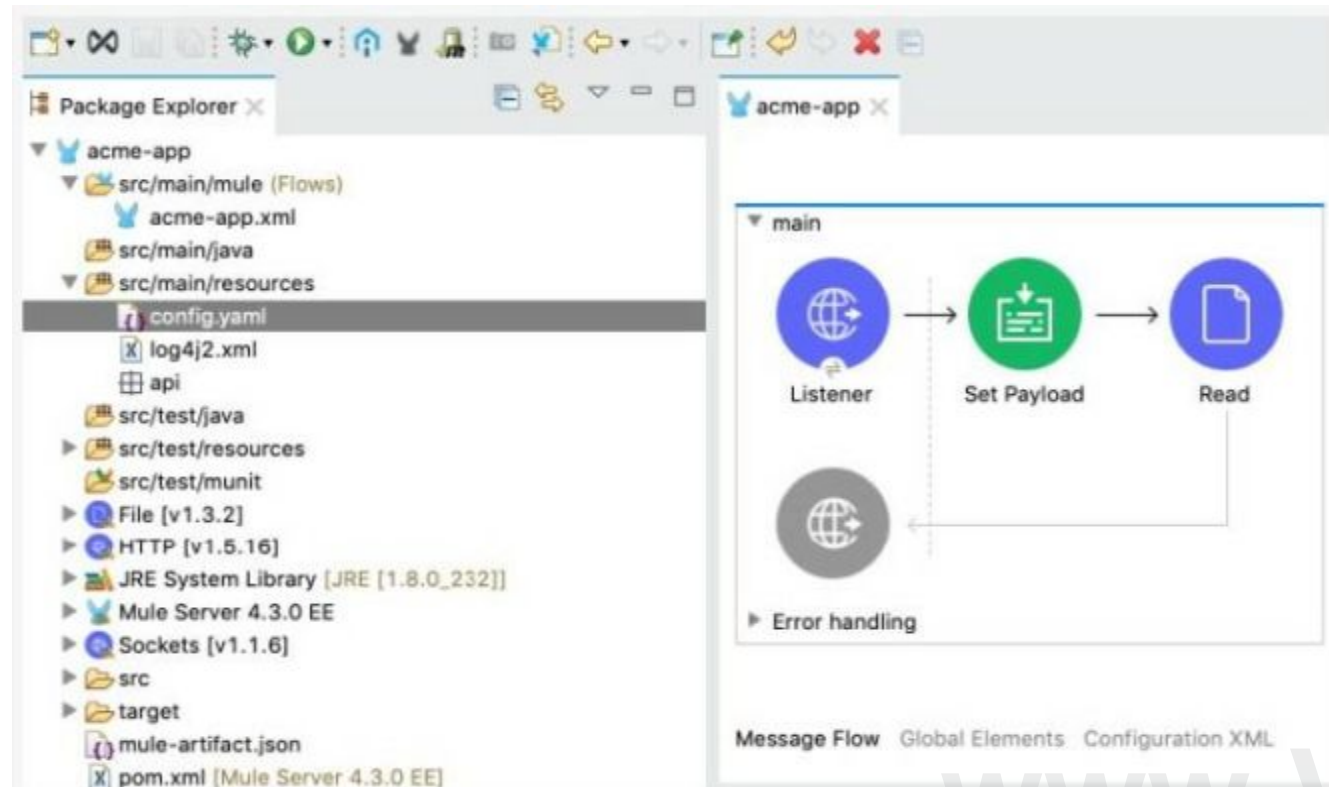 Package Explorer
acme-app
src/main/mule (Flows)
acme-app.xml
src/main/java
src/main/resources
config.yaml
log4j2.xml
api
src/test/java
src/test/resources
src/test/munit
File [v1.3.2]
HTTP [v1.5.16]
JRE System Library [JRE [1.8.0_232]]
Mule Server 4.3.0 EE
Sockets [v1.1.6]
src
target
mule-artifact.json
pom.xml [Mule Server 4.3.0 EE]
acme-app
main
Listener
Set Payload
Read
Error handling
Message Flow Global Elements Configuration XML